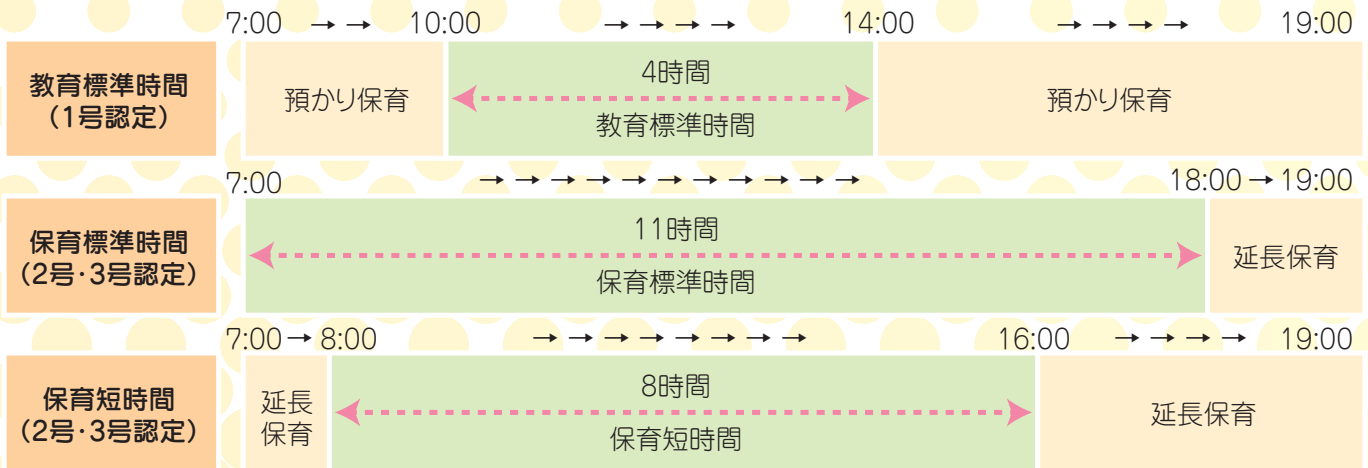 7:00 → → 10:00 → → → → 14:00 → → → → 19:00
教育標準時間
(1号認定)
預かり保育
4時間
教育標準時間
預かり保育
7:00 → → → → → → → → → → → 18:00 → 19:00
保育標準時間
(2号・3号認定)
11時間
保育標準時間
延長保育
7:00 → 8:00 → → → → → → → → 16:00 → → → → 19:00
保育短時間
(2号・3号認定)
延長
保育
8時間
保育短時間
延長保育